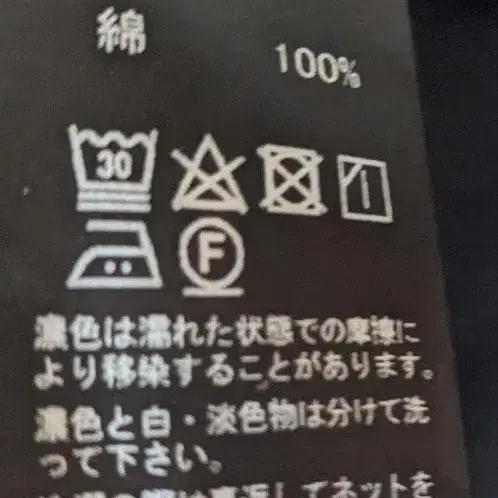 綿 100%
30
F
濃色は濡れた状態での摩擦に
より移染することがあります。
濃色と白・淡色物は分けて洗
って下さい。